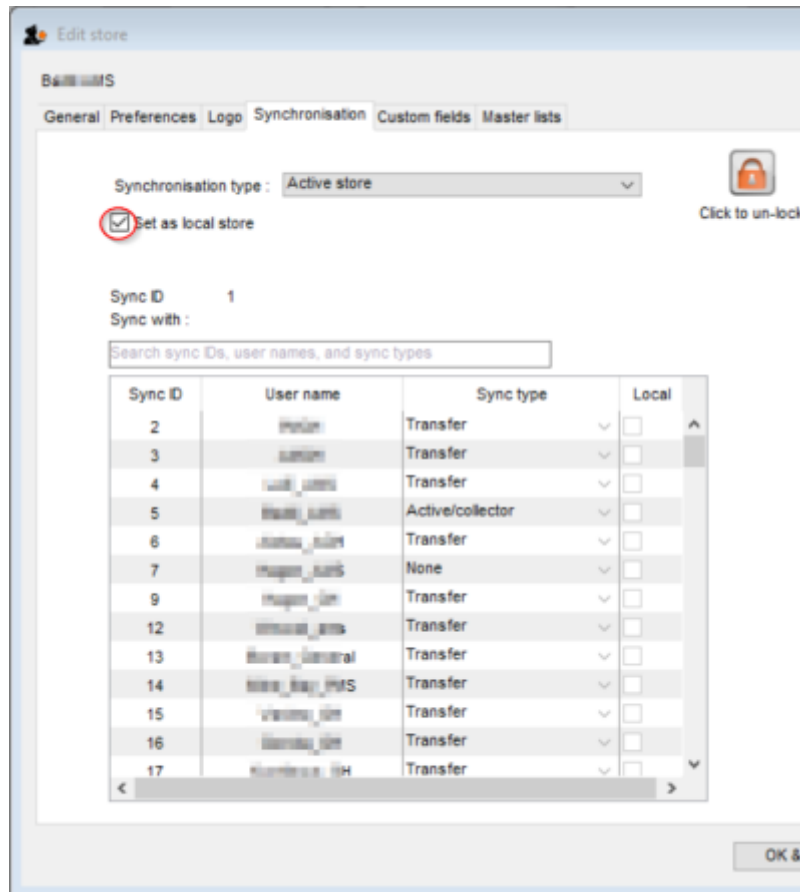 Edit store
General Preferences Logo Synchronisation Custom fields Master lists
Synchronisation type : Active store
Click to un-lock
Set as local store
Sync ID 1
Sync with :
Search sync IDs, user names, and sync types
Sync ID User name Sync type Local
2 Transfer
3 Transfer
4 Transfer
5 Active/collector
6 Transfer
7 None
9 Transfer
12 Transfer
13 Transfer
14 Transfer
15 Transfer
16 Transfer
17 Transfer
OK &